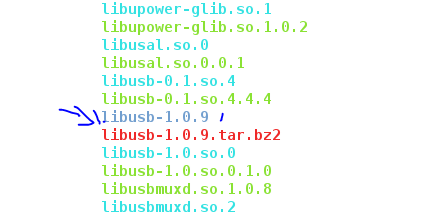 libupower-glib.so.1
libupower-glib.so.1.0.2
libusal.so.0
libusal.so.0.0.1
libusb-0.1.so.4
libusb-0.1.so.4.4.4
libusb-1.0.9
libusb-1.0.9.tar.bz2
libusb-1.0.so.0
libusb-1.0.so.0.1.0
libusbmuxd.so.1.0.8
libusbmuxd.so.2